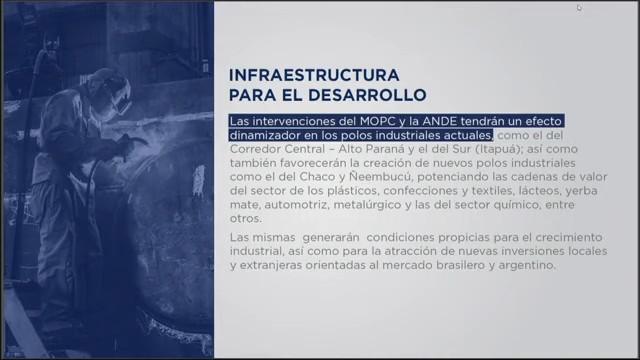 INFRAESTRUCTURA
PARA EL DESARROLLO
Las intervenciones del MOPC y la ANDE tendrán un efecto
dinamizador en los polos industriales actuales, como el del
Corredor Central – Alto Paraná y el del Sur (Itapuá); así como
también favorecerán la creación de nuevos polos industriales
como el del Chaco y Ñeembucú, potenciando las cadenas de valor
del sector de los plásticos, confecciones y textiles, lácteos, yerba
mate, automotriz, metalúrgico y las del sector químico, entre
otros.
Las mismas generarán condiciones propicias para el crecimiento
industrial, así como para la atracción de nuevas inversiones locales
y extranjeras orientadas al mercado brasilero y argentino.